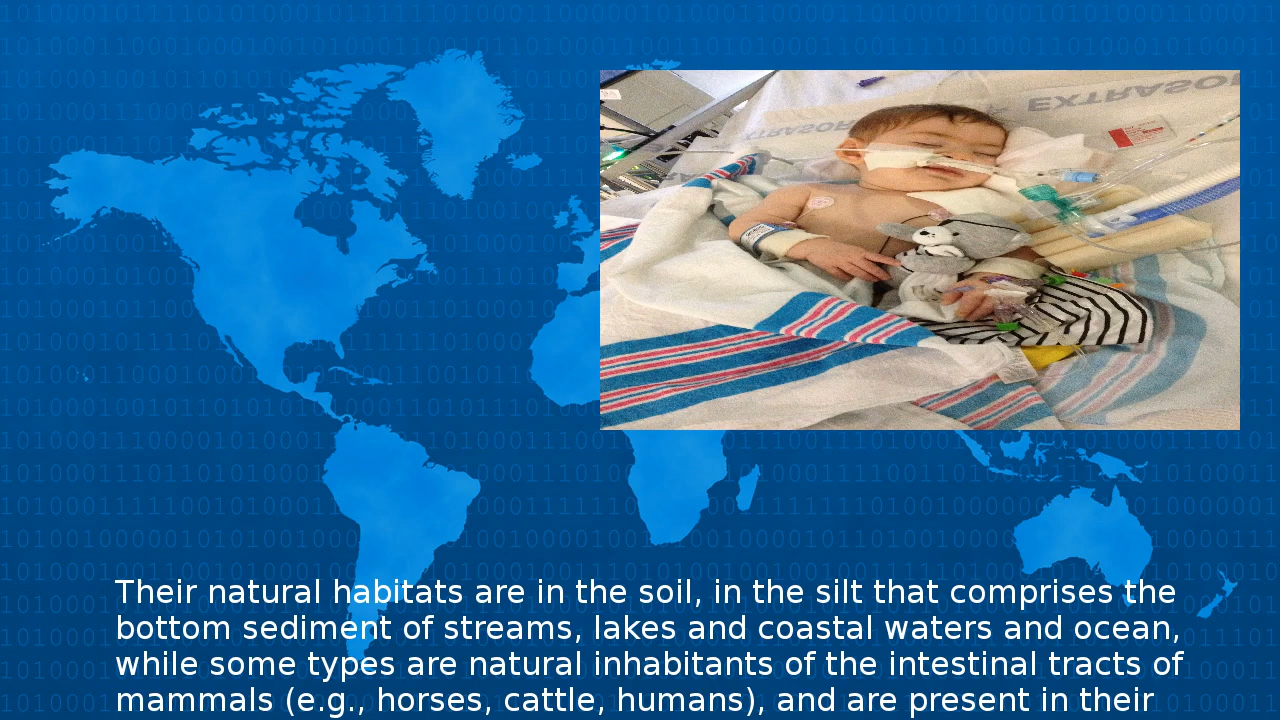 EXTRASO
TRASOR
Their natural habitats are in the soil, in the silt that comprises the
bottom sediment of streams, lakes and coastal waters and ocean,
while some types are natural inhabitants of the intestinal tracts of
mammals (e.g., horses, cattle, humans), and are present in their